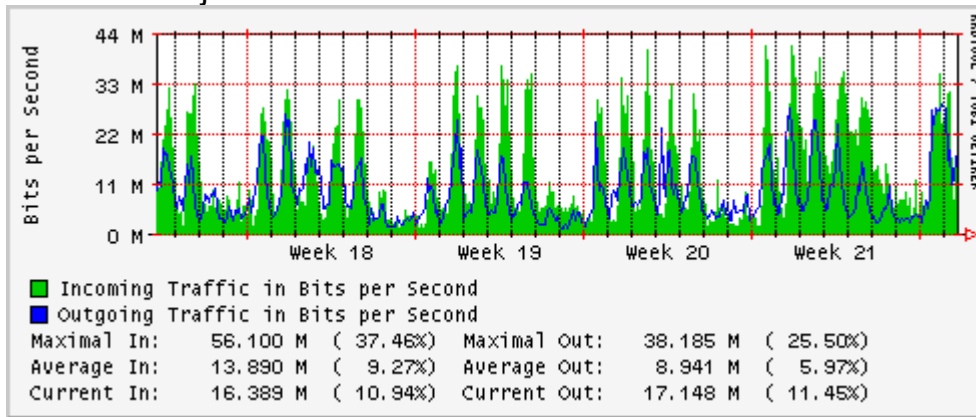 44 M
33 M
22 M
11 M
0 M
Bits per Second
Week 18 Week 19 Week 20 Week 21
Incoming Traffic in Bits per Second
Outgoing Traffic in Bits per Second
Maximal In: 56.100 M ( 37.46%) Maximal Out: 38.185 M ( 25.50%)
Average In: 13.890 M ( 9.27%) Average Out: 8.941 M ( 5.97%)
Current In: 16.389 M ( 10.94%) Current Out: 17.148 M ( 11.45%)